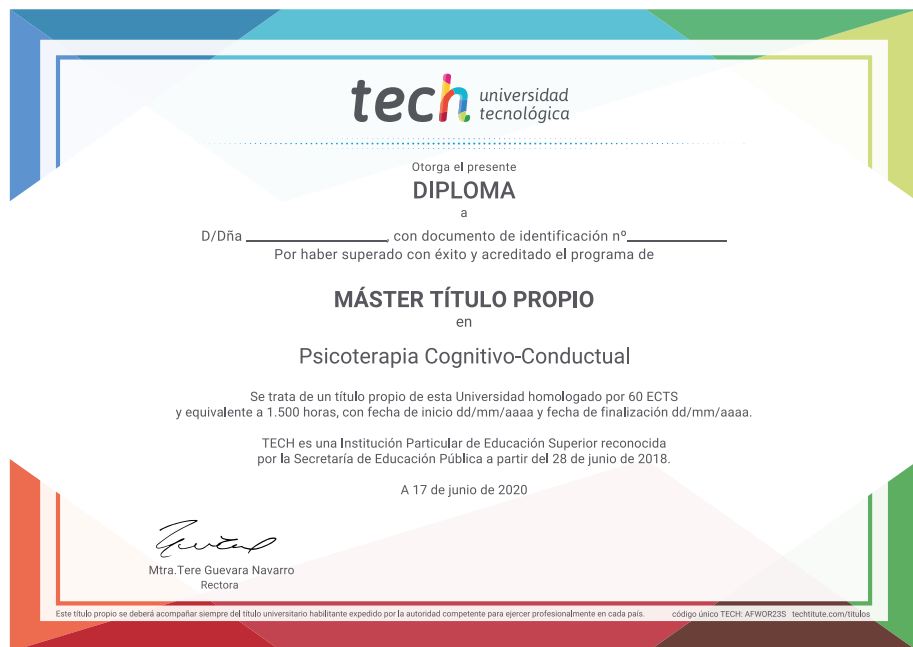 tech universidad
tecnológica
Otorga el presente
DIPLOMA
a
D/Dña ________________, con documento de identificación nº____________
Por haber superado con éxito y acreditado el programa de
MÁSTER TÍTULO PROPIO
en
Psicoterapia Cognitivo-Conductual
Se trata de un título propio de esta Universidad homologado por 60 ECTS
y equivalente a 1.500 horas, con fecha de inicio dd/mm/aaaa y fecha de finalización dd/mm/aaaa.
TECH es una Institución Particular de Educación Superior reconocida
por la Secretaría de Educación Pública a partir del 28 de junio de 2018.
A 17 de junio de 2020
Mtra.Tere Guevara Navarro
Rectora
Este título propio se deberá acompañar siempre del título universitario habilitante expedido por la autoridad competente para ejercer profesionalmente en cada país. código único TECH: AFWOR23S techtitute.com/titulos